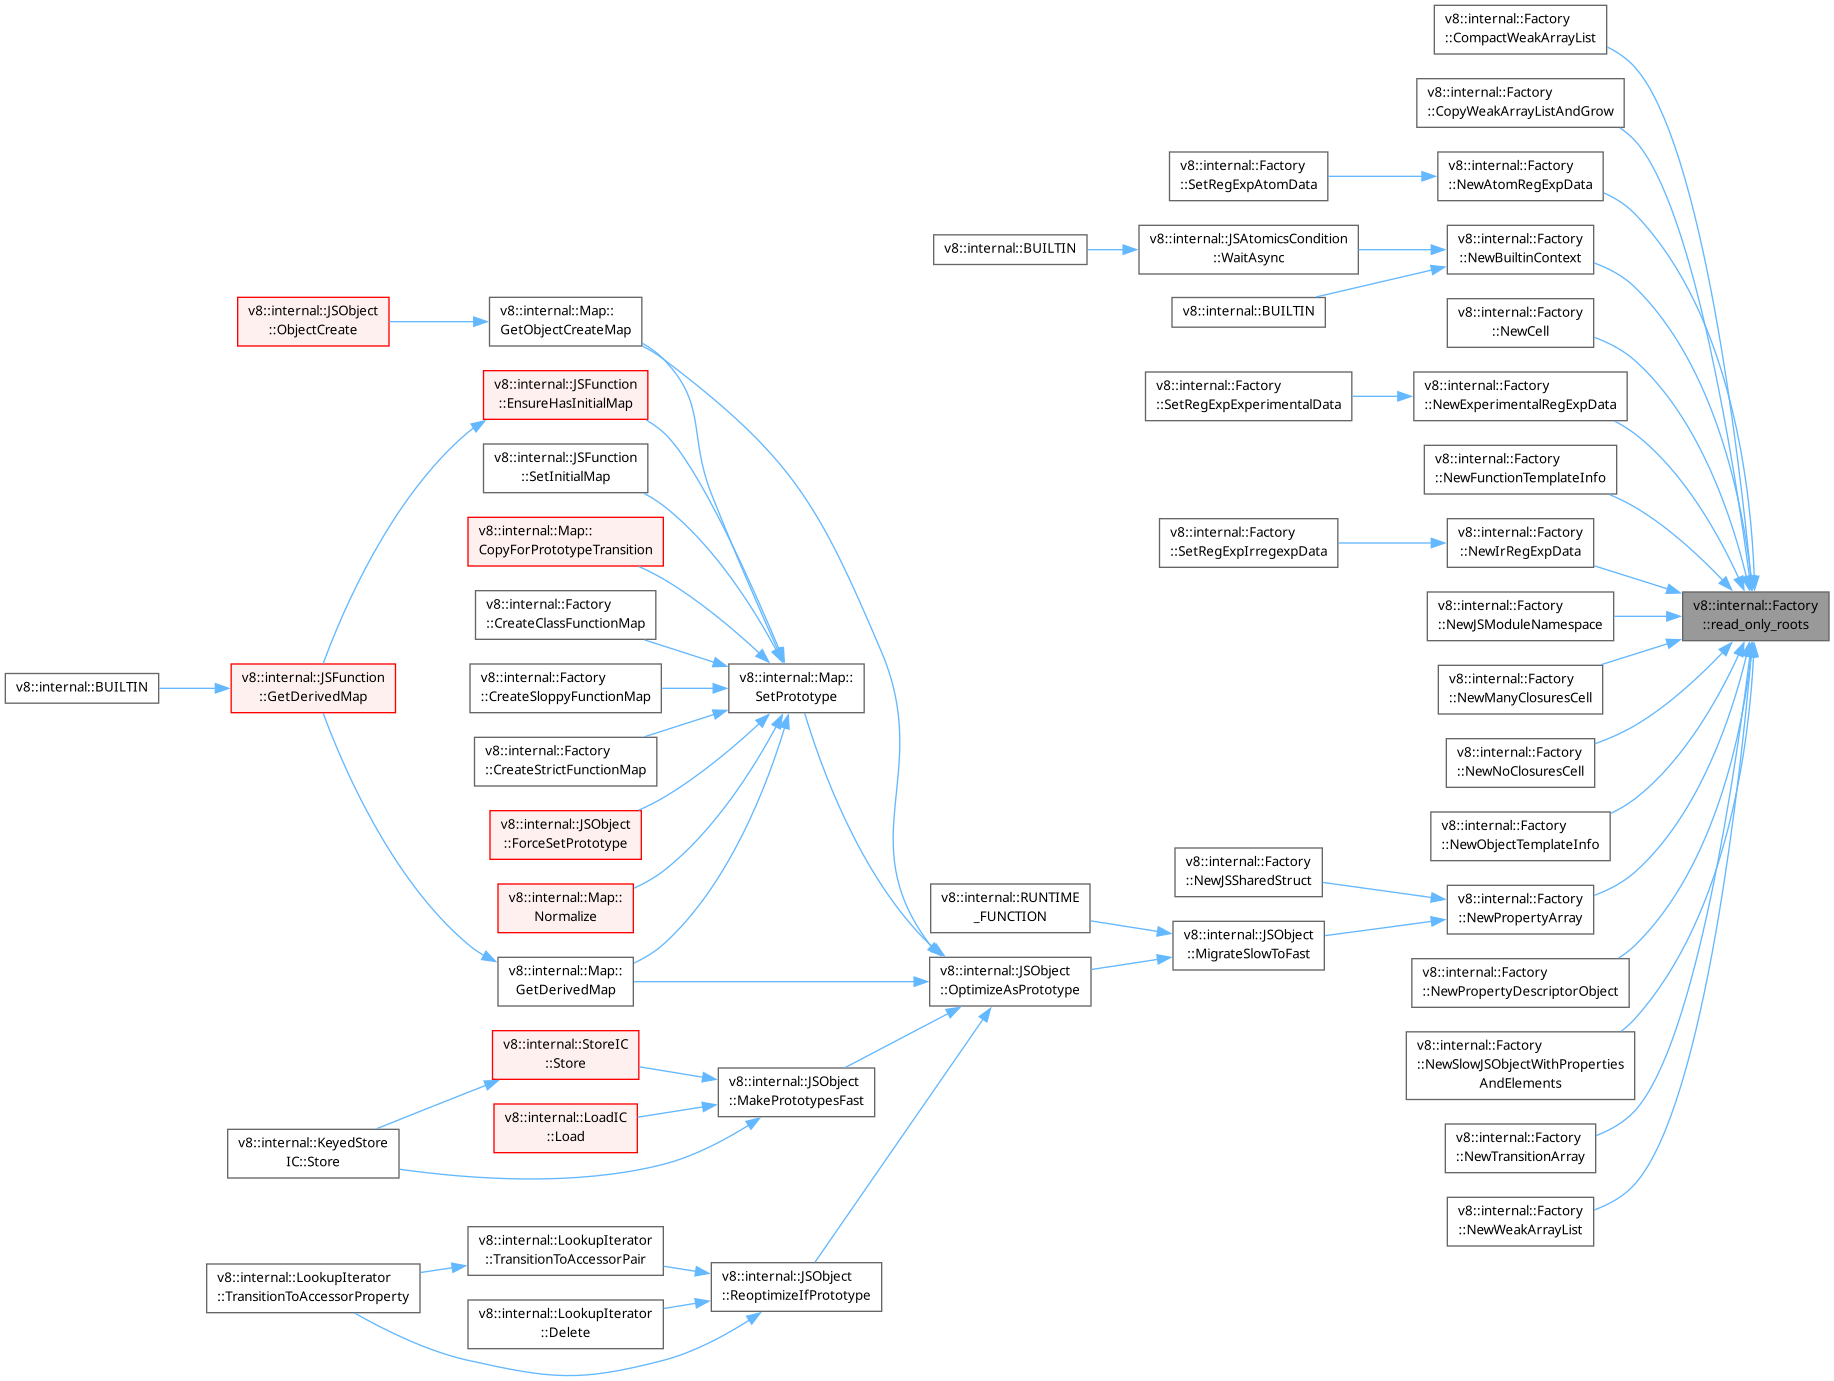 v8::internal::Factory
::CompactWeakArrayList
v8::internal::Factory
::CopyWeakArrayListAndGrow
v8::internal::Factory
::SetRegExpAtomData
v8::internal::Factory
::NewAtomRegExpData
v8::internal::BUILTIN
v8::internal::JSAtomicsCondition
::WaitAsync
v8::internal::Factory
::NewBuiltinContext
v8::internal::BUILTIN
v8::internal::JSObject
::ObjectCreate
v8::internal::Map::
GetObjectCreateMap
v8::internal::Factory
::NewCell
v8::internal::JSFunction
::EnsureHasInitialMap
v8::internal::Factory
::SetRegExpExperimentalData
v8::internal::Factory
::NewExperimentalRegExpData
v8::internal::JSFunction
::SetInitialMap
v8::internal::Factory
::NewFunctionTemplateInfo
v8::internal::Map::
CopyForPrototypeTransition
v8::internal::Factory
::SetRegExpIrregexpData
v8::internal::Factory
::NewIrRegExpData
v8::internal::Factory
::CreateClassFunctionMap
v8::internal::Factory
::NewJSModuleNamespace
v8::internal::Factory
::read_only_roots
v8::internal::BUILTIN
v8::internal::JSFunction
::GetDerivedMap
v8::internal::Factory
::CreateSloppyFunctionMap
v8::internal::Map::
SetPrototype
v8::internal::Factory
::NewManyClosuresCell
v8::internal::Factory
::CreateStrictFunctionMap
v8::internal::Factory
::NewNoClosuresCell
v8::internal::JSObject
::ForceSetPrototype
v8::internal::Factory
::NewObjectTemplateInfo
v8::internal::Map::
Normalize
v8::internal::RUNTIME
_FUNCTION
v8::internal::Factory
::NewJSSharedStruct
v8::internal::Factory
::NewPropertyArray
v8::internal::JSObject
::MigrateSlowToFast
v8::internal::Map::
GetDerivedMap
v8::internal::JSObject
::OptimizeAsPrototype
v8::internal::Factory
::NewPropertyDescriptorObject
v8::internal::StoreIC
::Store
v8::internal::Factory
::NewSlowJSObjectWithProperties
AndElements
v8::internal::JSObject
::MakePrototypesFast
v8::internal::LoadIC
::Load
v8::internal::KeyedStore
IC::Store
v8::internal::Factory
::NewTransitionArray
v8::internal::Factory
::NewWeakArrayList
v8::internal::LookupIterator
::TransitionToAccessorPair
v8::internal::LookupIterator
::TransitionToAccessorProperty
v8::internal::JSObject
::ReoptimizeIfPrototype
v8::internal::LookupIterator
::Delete